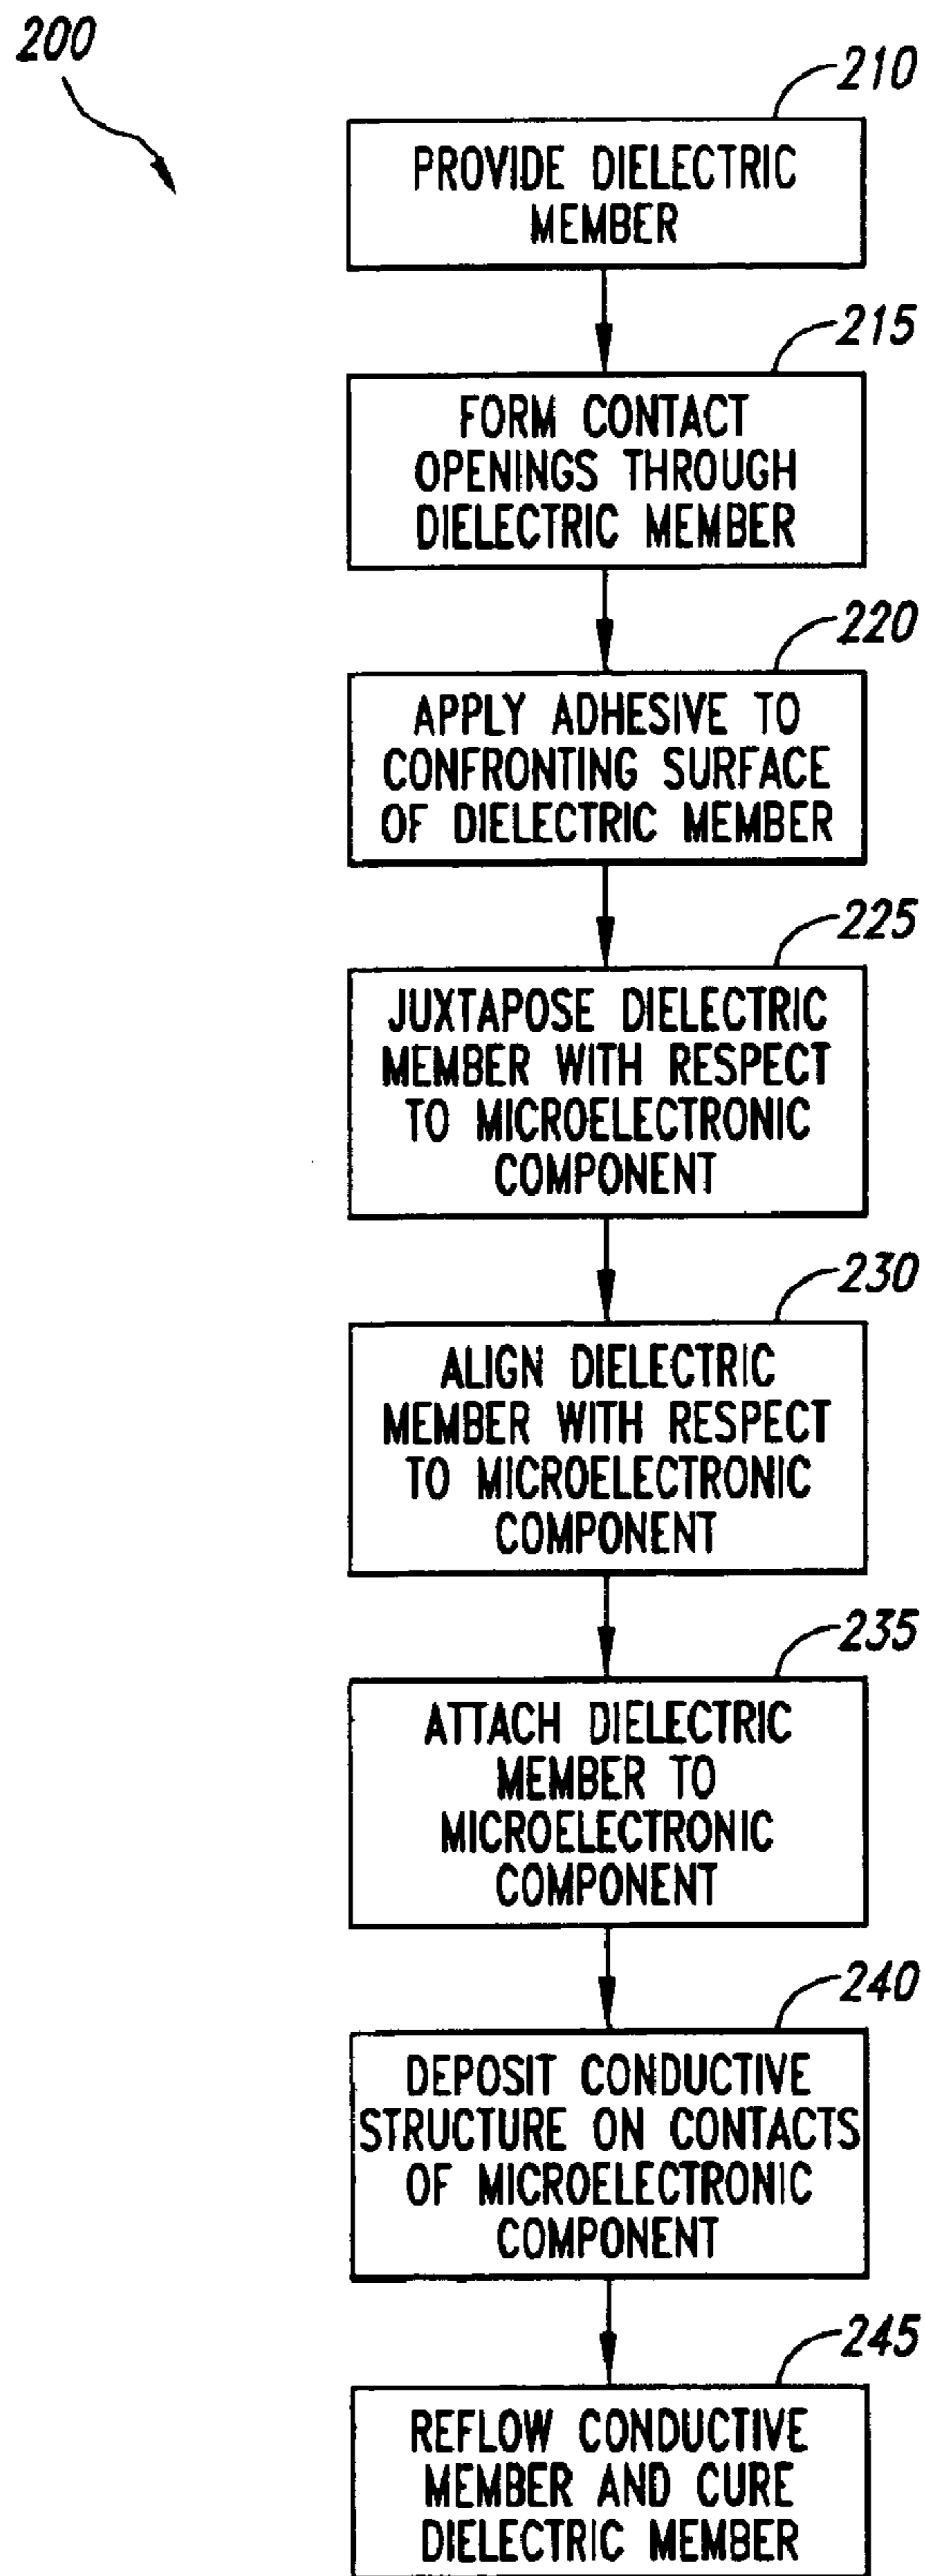 200
210
PROVIDE DIELECTRIC
MEMBER
215
FORM CONTACT
OPENINGS THROUGH
DIELECTRIC MEMBER
220
APPLY ADHESIVE TO
CONFRONTING SURFACE
OF DIELECTRIC MEMBER
225
JUXTAPOSE DIELECTRIC
MEMBER WITH RESPECT
TO MICROELECTRONIC
COMPONENT
230
ALIGN DIELECTRIC
MEMBER WITH RESPECT
TO MICROELECTRONIC
COMPONENT
235
ATTACH DIELECTRIC
MEMBER TO
MICROELECTRONIC
COMPONENT
240
DEPOSIT CONDUCTIVE
STRUCTURE ON CONTACTS
OF MICROELECTRONIC
COMPONENT
245
REFLOW CONDUCTIVE
MEMBER AND CURE
DIELECTRIC MEMBER